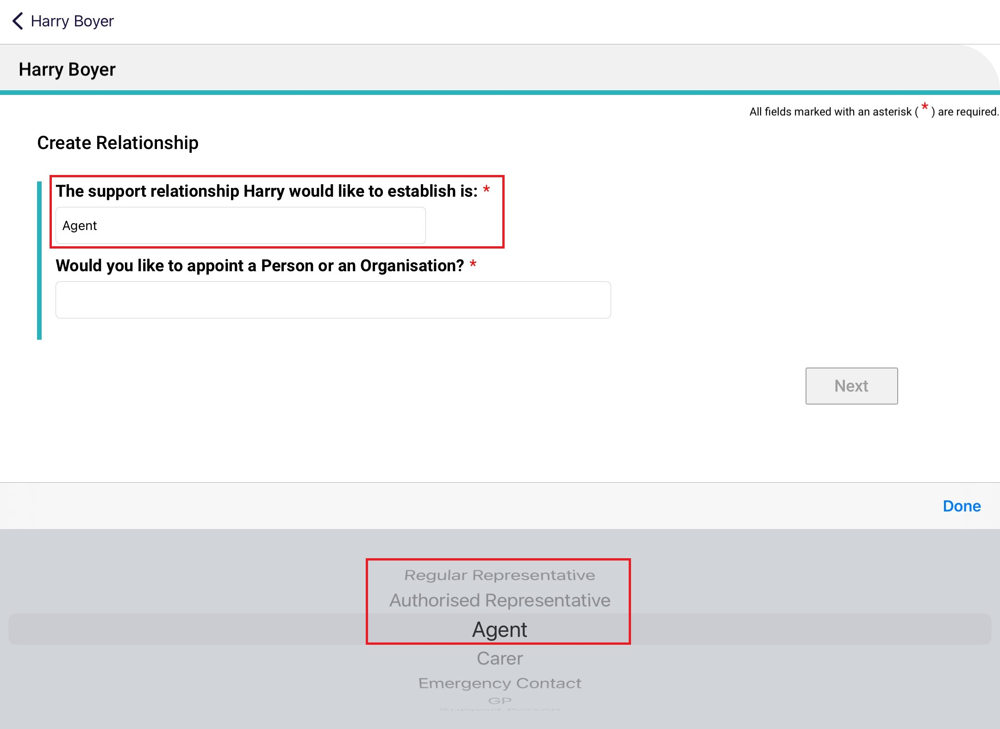 Harry Boyer
Harry Boyer
All fields marked with an asterisk ( * ) are required.
Create Relationship
The support relationship Harry would like to establish is: *
Agent
Would you like to appoint a Person or an Organisation? *
Next
Done
Regular Representative
Authorised Representative
Agent
Carer
Emergency Contact
GP
Support Person